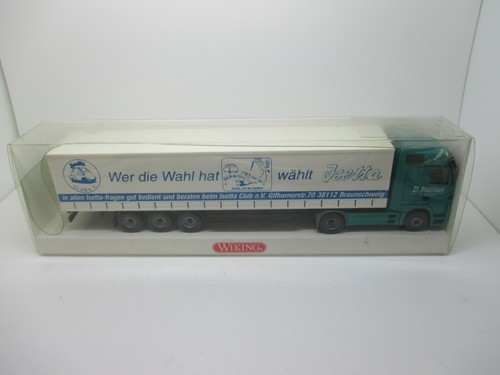 Wer die Wahl hat wählt Isetta
in allen Isetta-fragen gut bedient und beraten beim Isetta Club e.V. Gifhornerstr. 70 38112 Braunschweig
WIKING